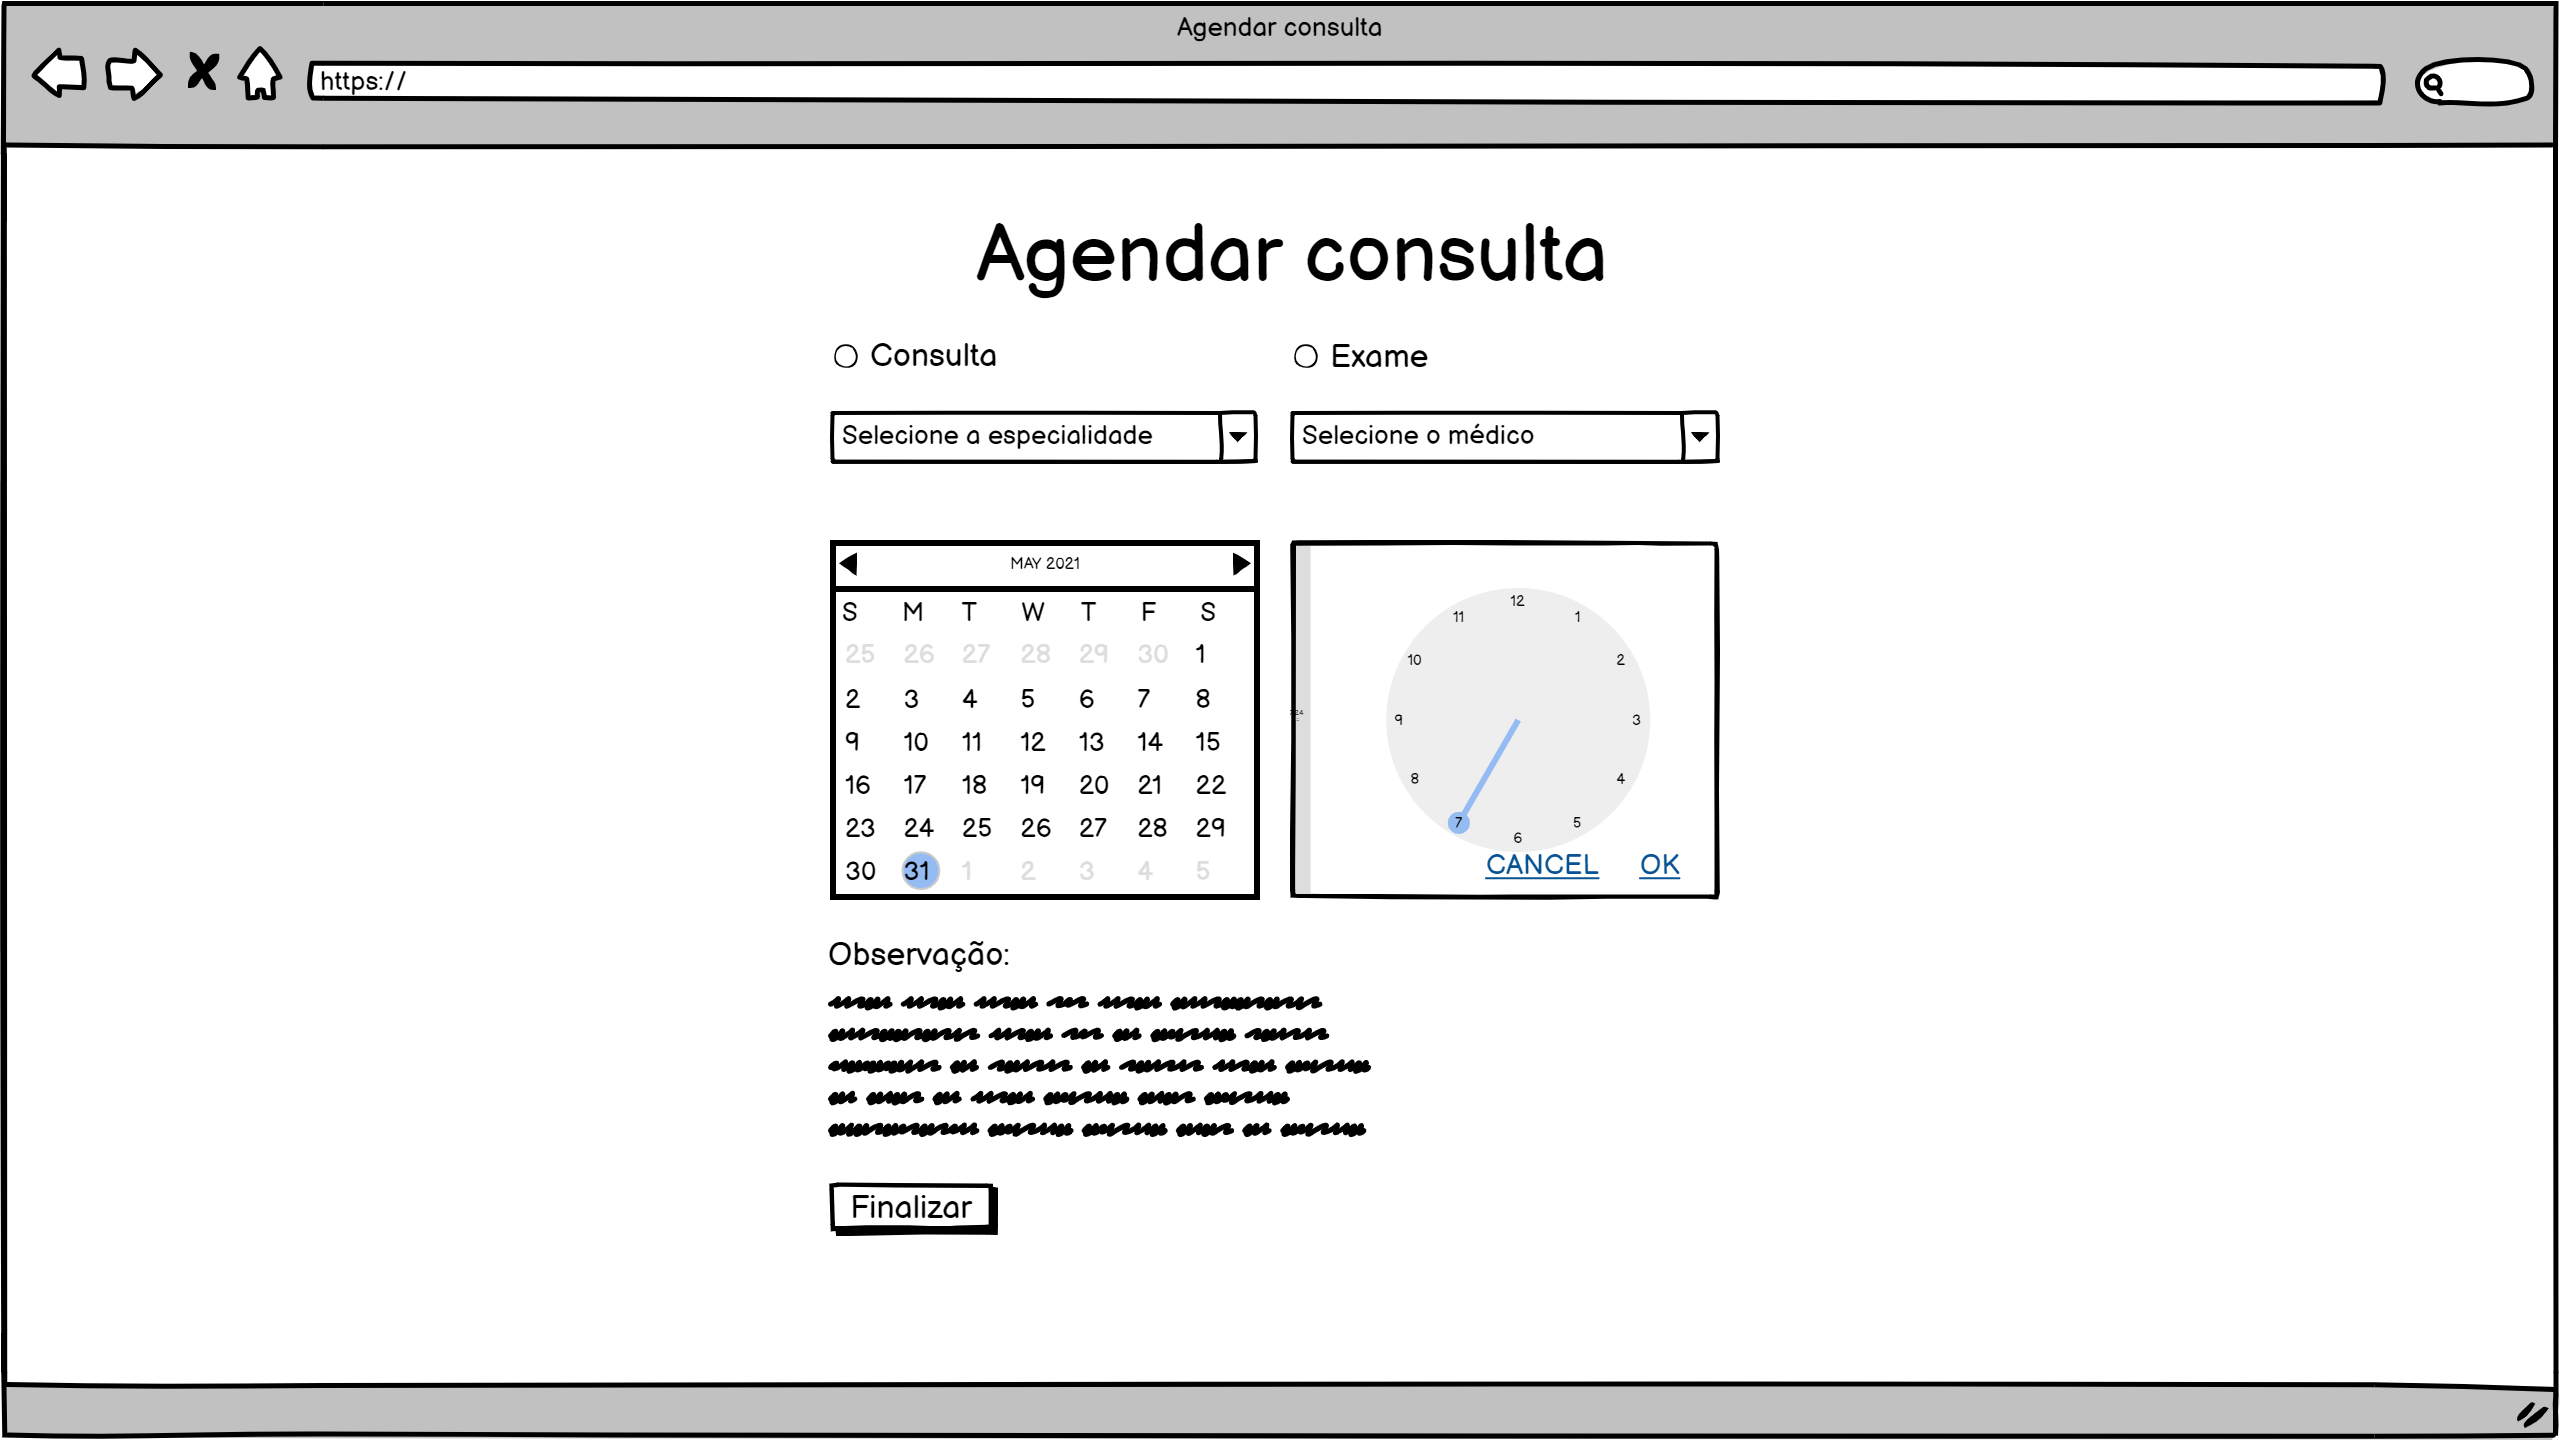 Agendar consulta
https://
Agendar consulta
Consulta
Exame
Selecione a especialidade
Selecione o médico
MAY 2021
S M T W T F S
25 26 27 28 29 30 1
2 3 4 5 6 7 8
9 10 11 12 13 14 15
16 17 18 19 20 21 22
23 24 25 26 27 28 29
30 31 1 2 3 4 5
12
11 1
10 2
9 3
8 4
7 5
6
CANCEL OK
Observação:
Finalizar